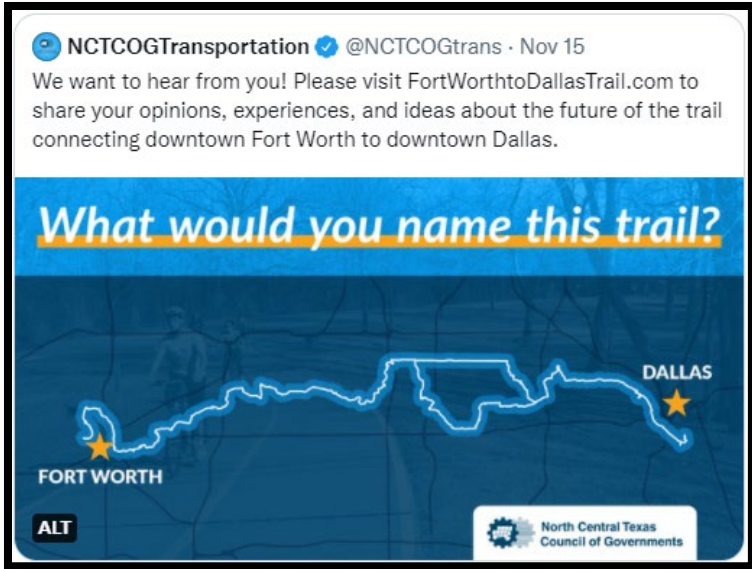 NCTCOGTransportation @NCTCOGtrans · Nov 15
We want to hear from you! Please visit FortWorthtoDallasTrail.com to
share your opinions, experiences, and ideas about the future of the trail
connecting downtown Fort Worth to downtown Dallas.
What would you name this trail?
DALLAS
FORT WORTH
ALT
North Central Texas
Council of Governments